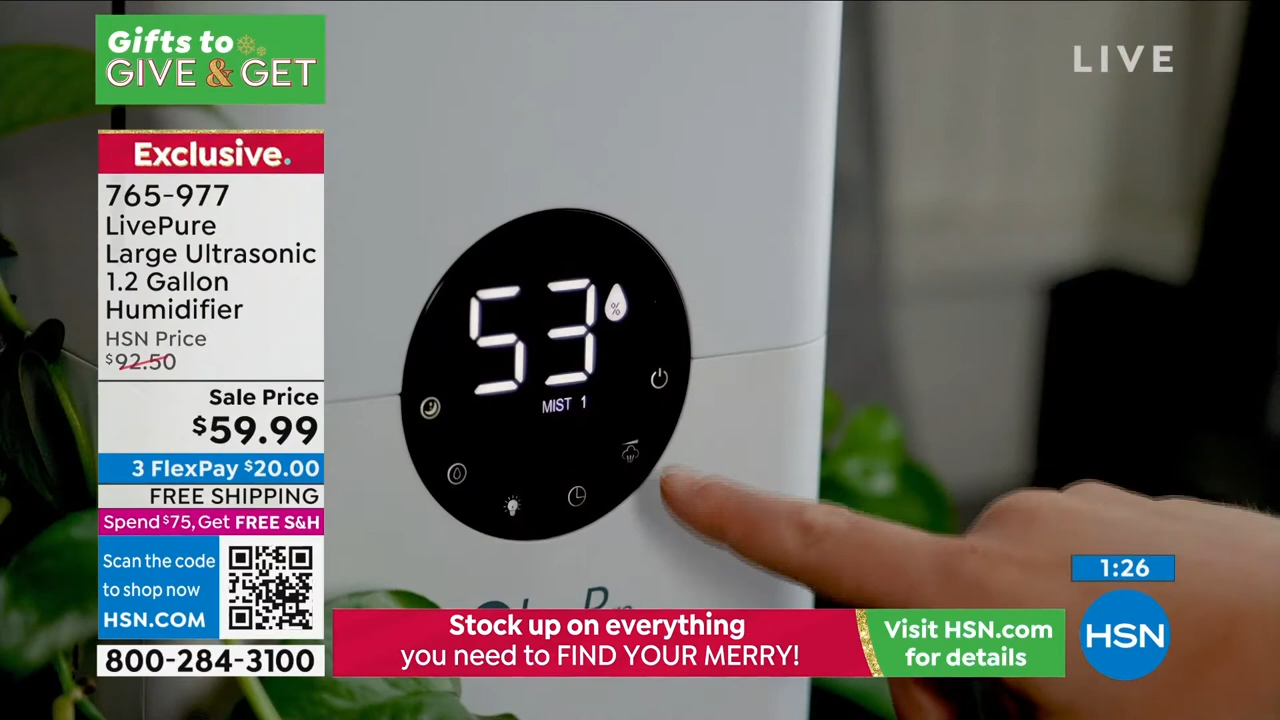 Gifts to
GIVE & GET
LIVE
Exclusive.
765-977
LivePure
Large Ultrasonic
1.2 Gallon
Humidifier
HSN Price
$92.50
Sale Price
$59.99
3 FlexPay $20.00
FREE SHIPPING
Spend $75, Get FREE S&H
Scan the code
to shop now
HSN.COM
800-284-3100
53 %
MIST 1
Stock up on everything
you need to FIND YOUR MERRY!
Visit HSN.com
for details
1:26
HSN